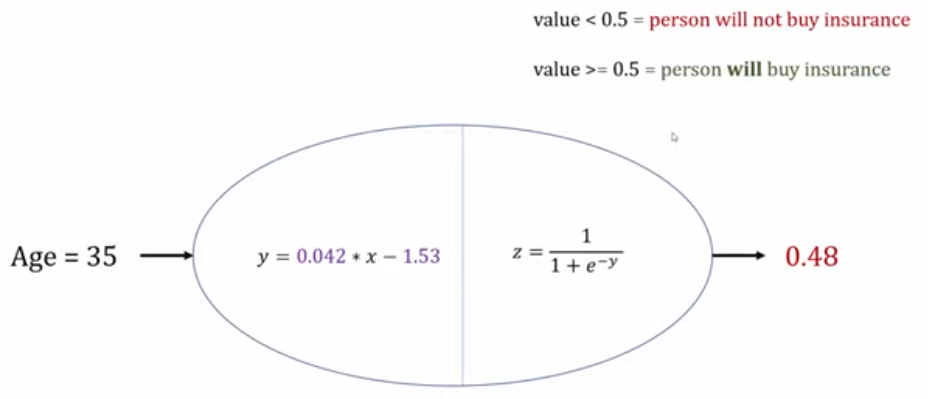 value < 0.5 = person will not buy insurance
value >= 0.5 = person will buy insurance
Age = 35
y = 0.042 * x − 1.53
z = 1 / (1 + e^−y)
0.48